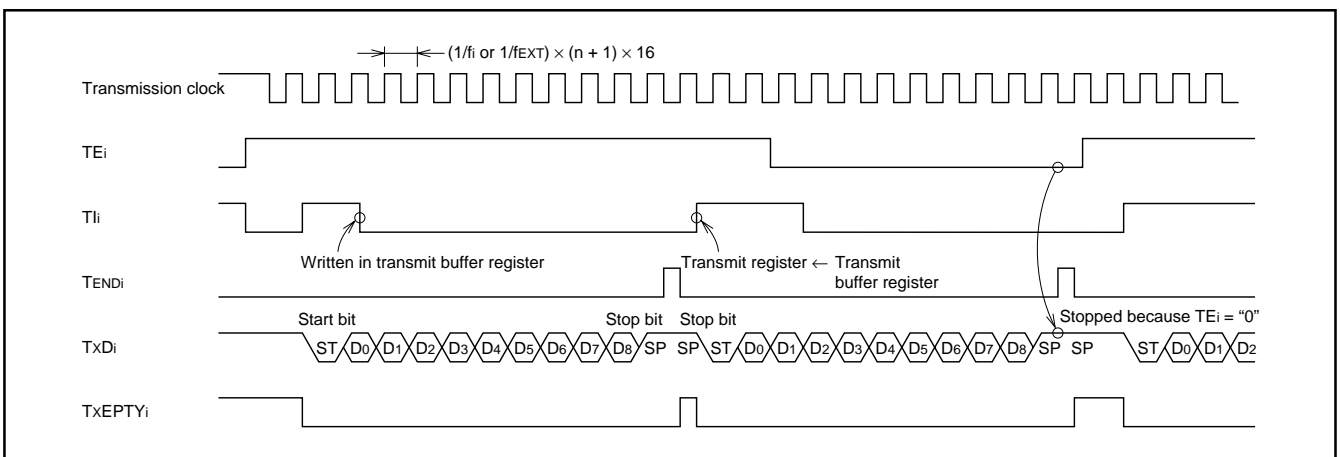 (1/fi or 1/fEXT) × (n + 1) × 16
Transmission clock
TEi
TIi
Written in transmit buffer register
Transmit register ← Transmit
buffer register
TENDi
Start bit
Stop bit
Stop bit
Stopped because TEi = “0”
TxDi
ST D0 D1 D2 D3 D4 D5 D6 D7 D8 SP SP ST D0 D1 D2 D3 D4 D5 D6 D7 D8 SP SP ST D0 D1 D2
TxEPTYi